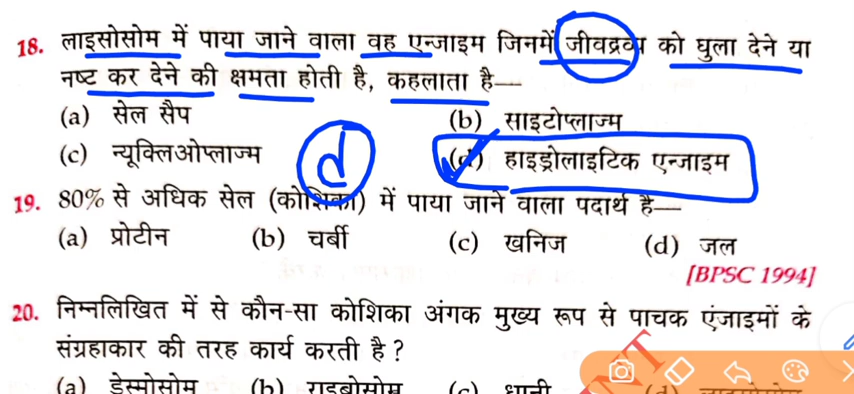 18. लाइसोसोम में पाया जाने वाला वह एन्जाइम जिनमें जीवद्रव्य को घुला देने या
नष्ट कर देने की क्षमता होती है, कहलाता है—
(a) सेल सैप (b) साइटोप्लाज्म
(c) न्यूक्लिओप्लाज्म d (d) हाइड्रोलाइटिक एन्जाइम
19. 80% से अधिक सेल (कोशिका) में पाया जाने वाला पदार्थ है—
(a) प्रोटीन (b) चर्बी (c) खनिज (d) जल
[BPSC 1994]
20. निम्नलिखित में से कौन-सा कोशिका अंगक मुख्य रूप से पाचक एंजाइमों के
संग्रहाकार की तरह कार्य करती है?
(a) डेस्मोसोम (b) राइबोसोम (c) धानी (d)